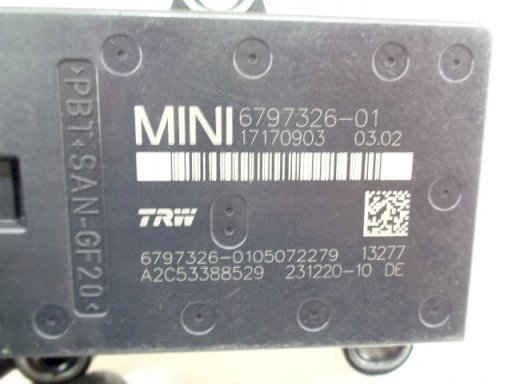 MINI 6797326-01
17170903 03.02
TRW
6797326-0105072279 13277
A2C53388529 231220-10 DE
>PBT+SAN-GF20<